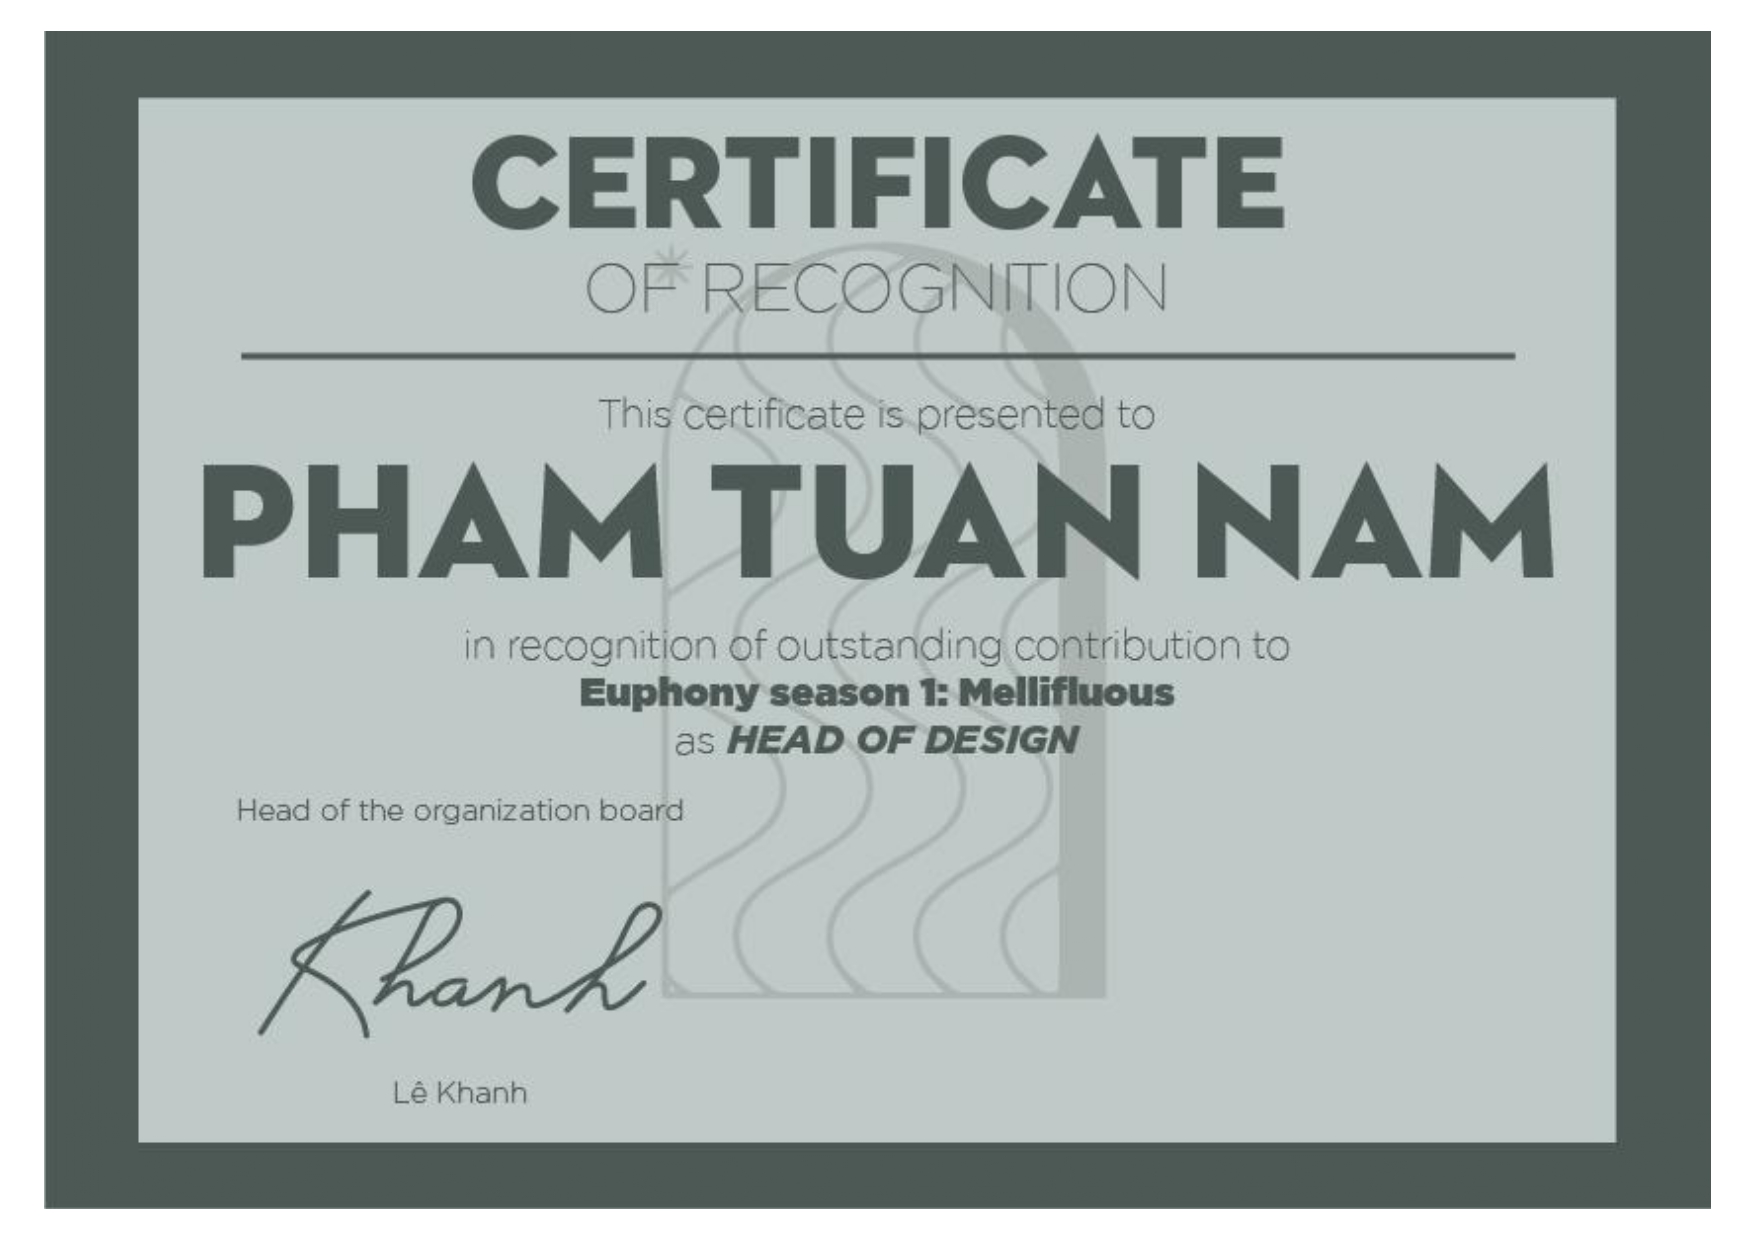 CERTIFICATE
OF RECOGNITION
This certificate is presented to
PHAM TUAN NAM
in recognition of outstanding contribution to
Euphony season 1: Mellifluous
as HEAD OF DESIGN
Head of the organization board
Khanh
Lê Khanh